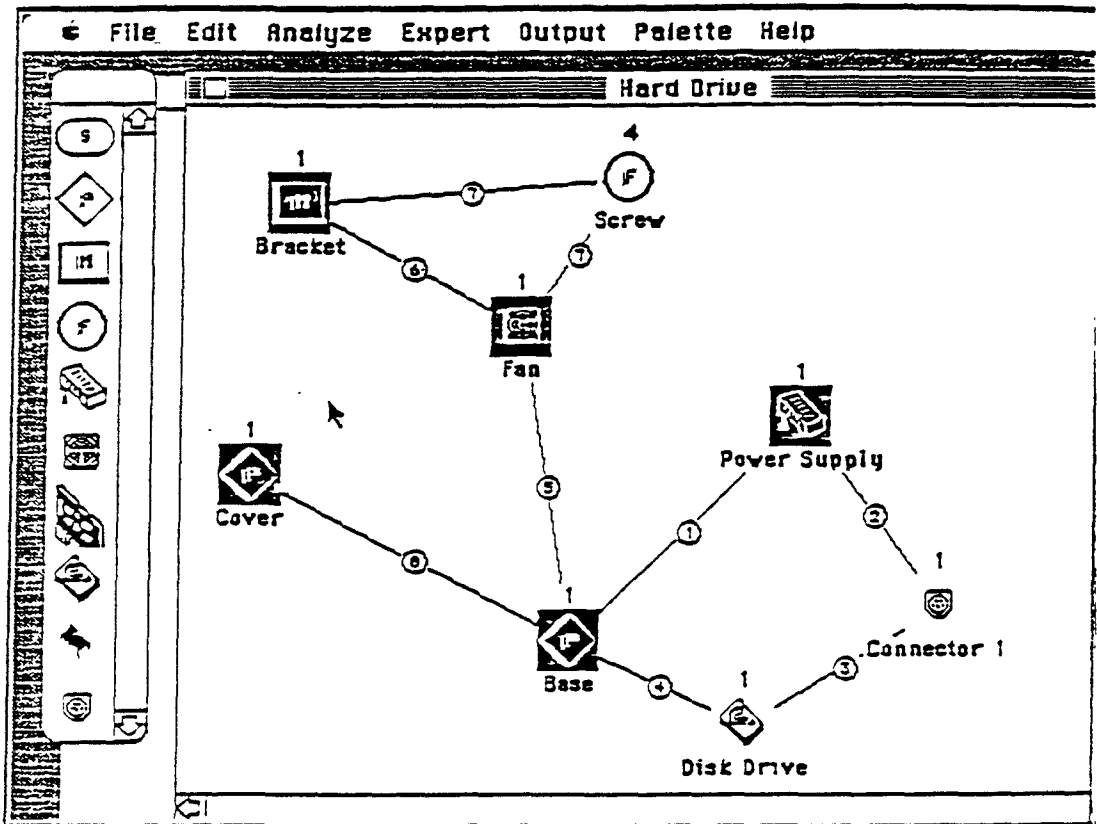 File Edit Analyze Expert Output Palette Help
Hard Drive
S
P
M
F
1
m
Bracket
4
F
Screw
7
6
7
1
Fan
1
Power Supply
1
P
Cover
5
1
2
8
1
P
Base
1
Connector 1
4
3
1
Disk Drive